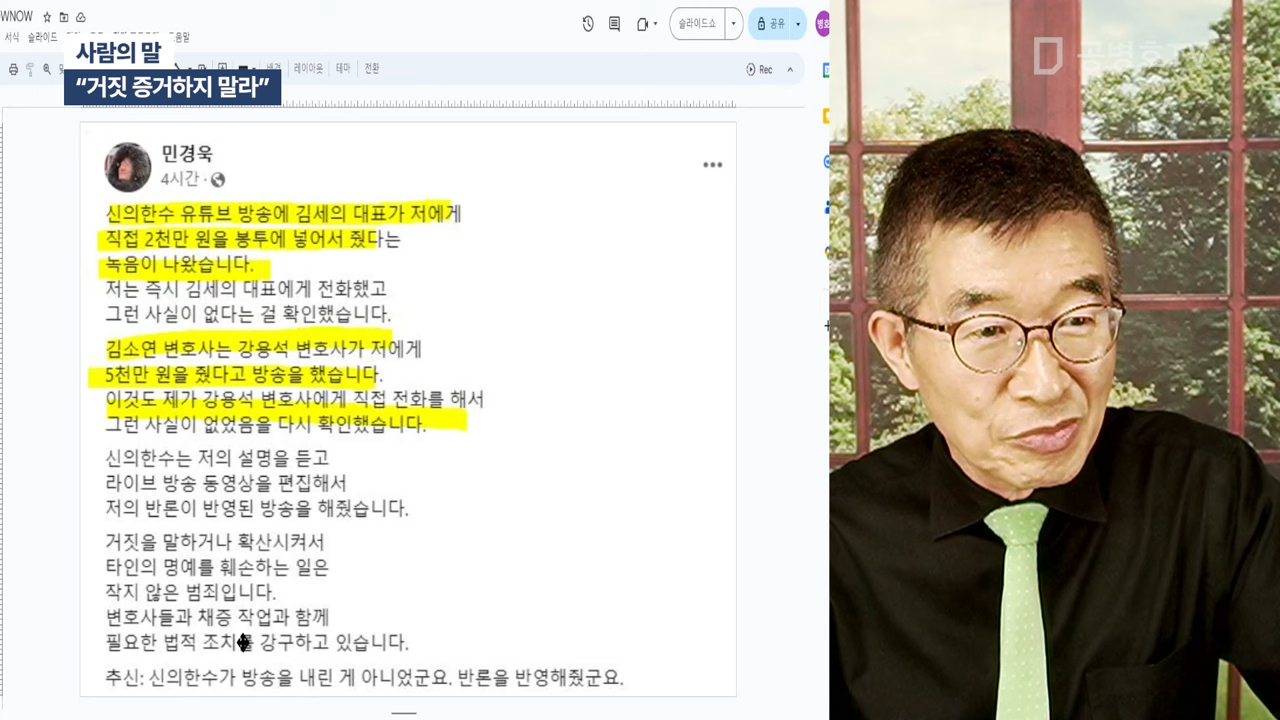 WNOW
서식 슬라이드
슬라이드쇼
공유
병호
사람의 말
“거짓 증거하지 말라”
배경 레이아웃 테마 전환
Rec
공병호TV
민경욱
4시간
신의한수 유튜브 방송에 김세의 대표가 저에게
직접 2천만 원을 봉투에 넣어서 줬다는
녹음이 나왔습니다.
저는 즉시 김세의 대표에게 전화했고
그런 사실이 없다는 걸 확인했습니다.
김소연 변호사는 강용석 변호사가 저에게
5천만 원을 줬다고 방송을 했습니다.
이것도 제가 강용석 변호사에게 직접 전화를 해서
그런 사실이 없었음을 다시 확인했습니다.
신의한수는 저의 설명을 듣고
라이브 방송 동영상을 편집해서
저의 반론이 반영된 방송을 해줬습니다.
거짓을 말하거나 확산시켜서
타인의 명예를 훼손하는 일은
작지 않은 범죄입니다.
변호사들과 채증 작업과 함께
필요한 법적 조치를 강구하고 있습니다.
추신: 신의한수가 방송을 내린 게 아니었군요. 반론을 반영해줬군요.